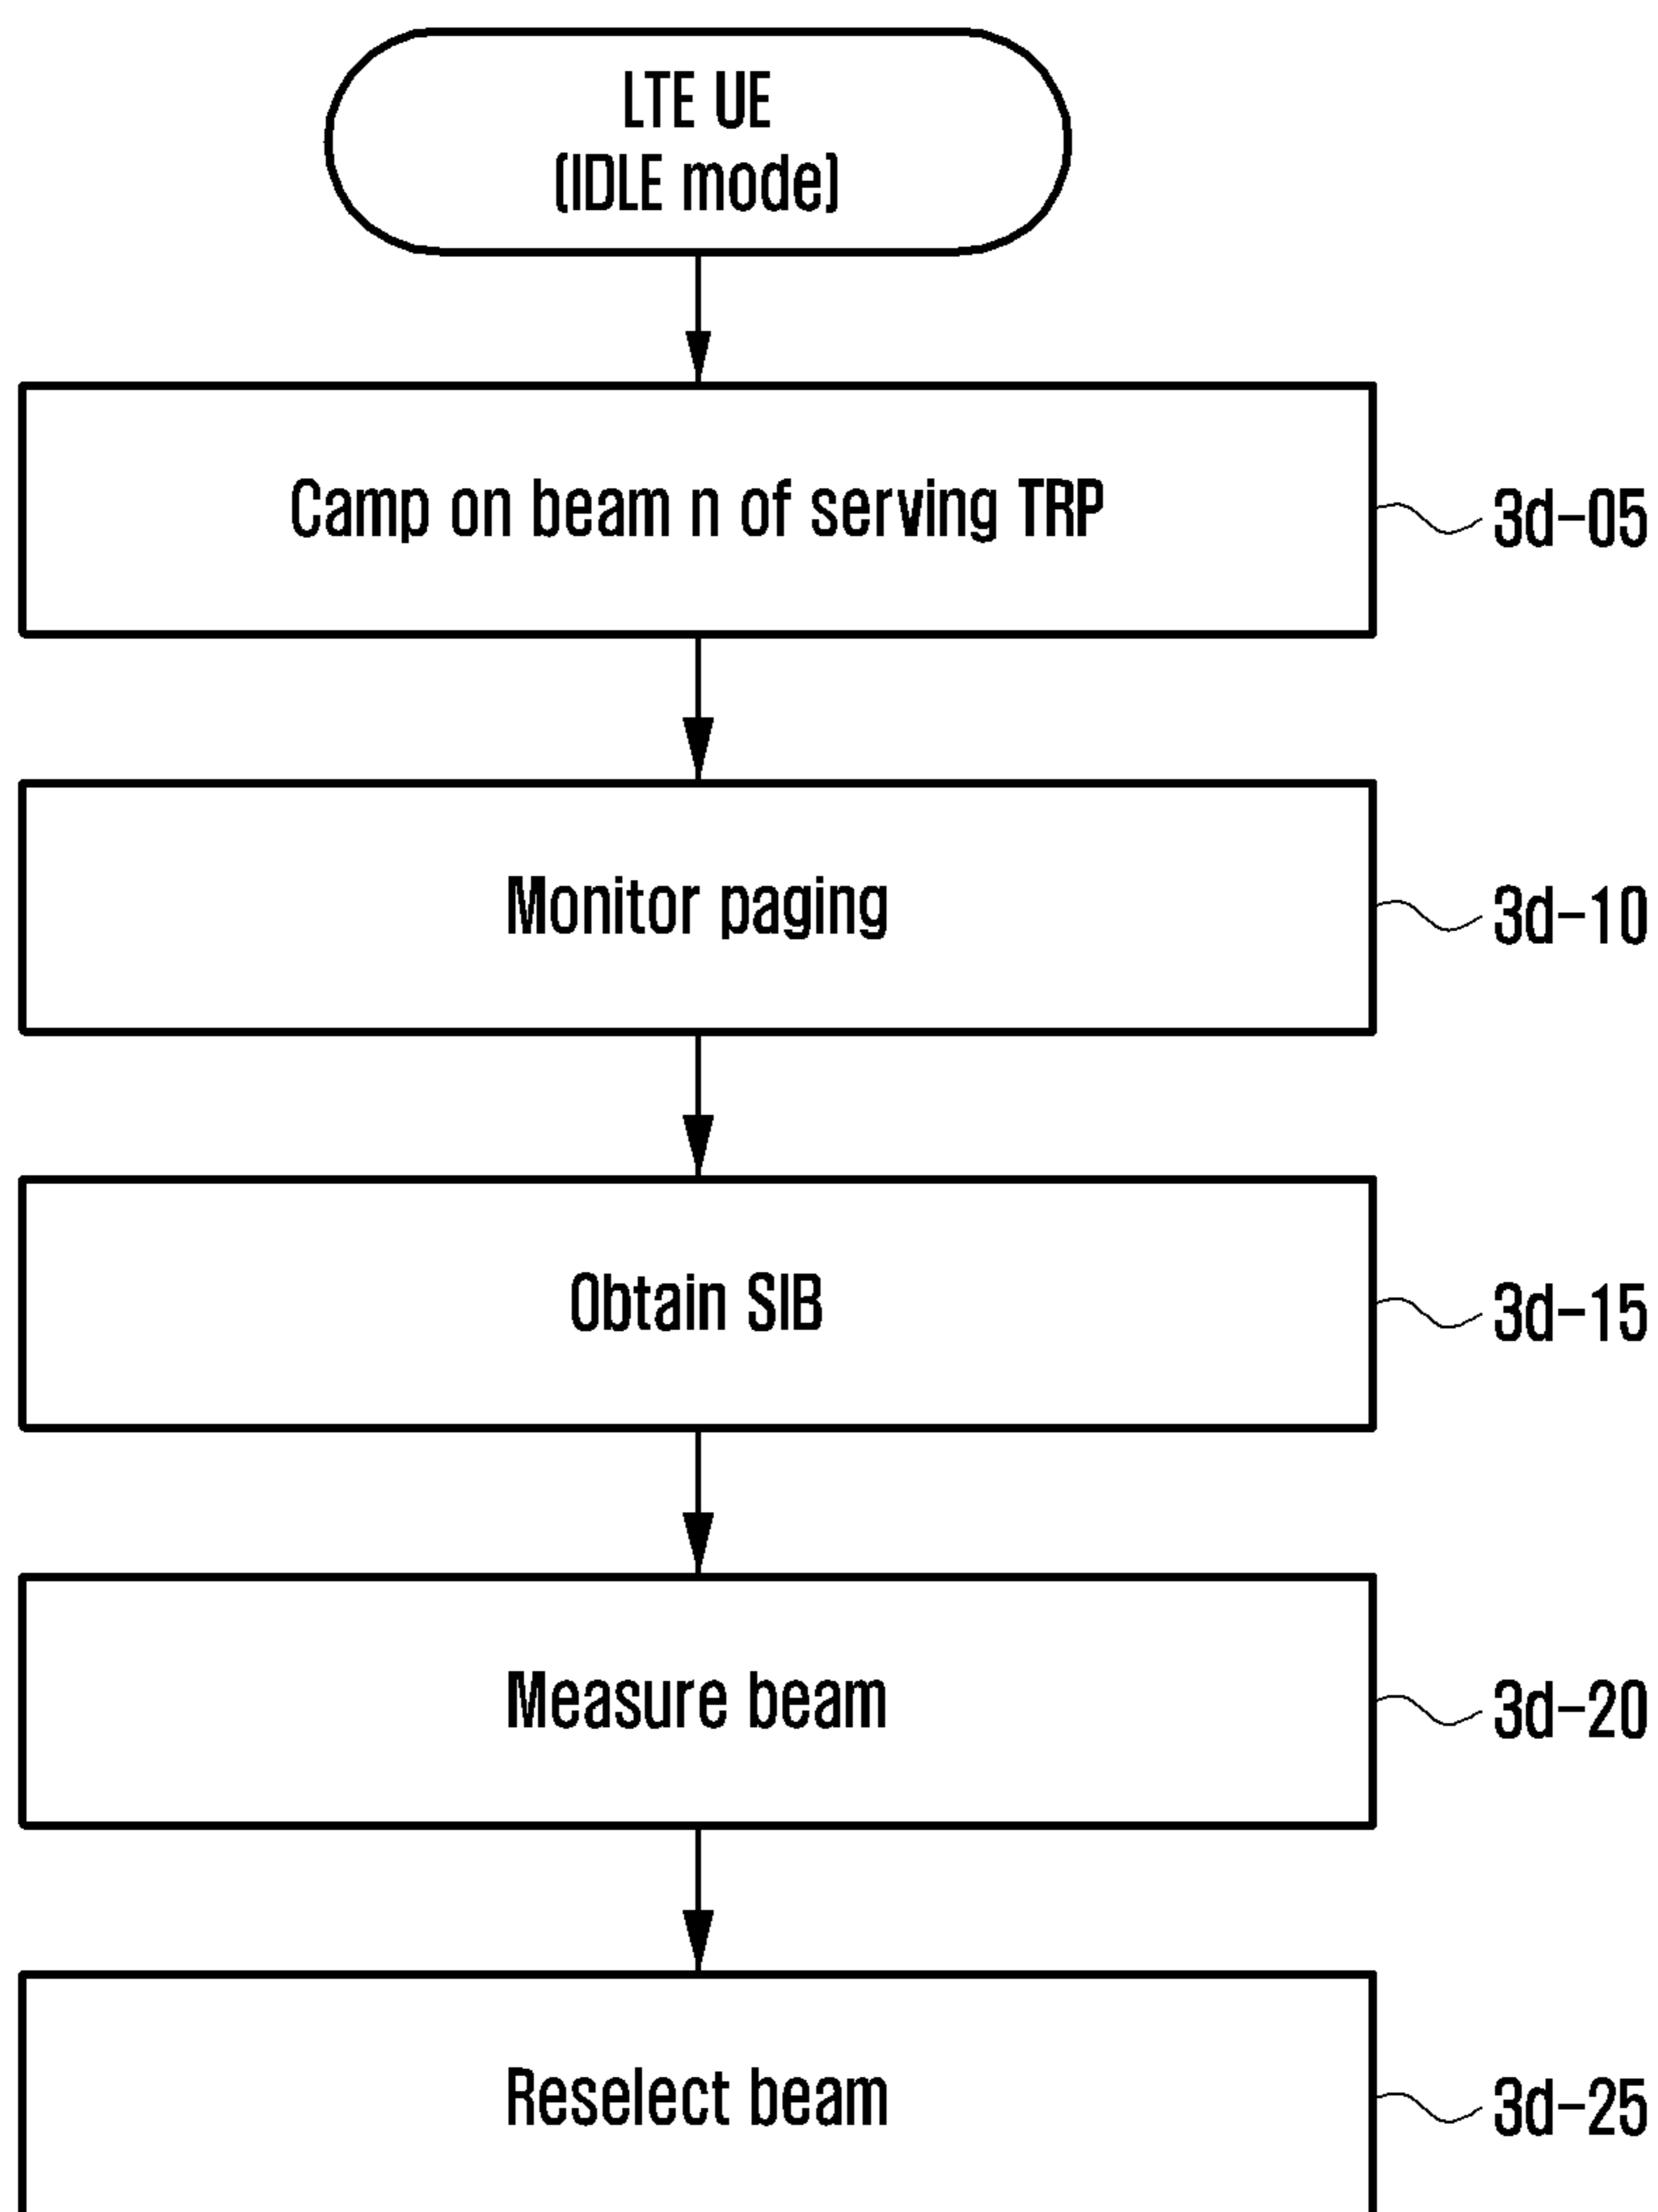 LTE UE
(IDLE mode)
Camp on beam n of serving TRP
3d-05
Monitor paging
3d-10
Obtain SIB
3d-15
Measure beam
3d-20
Reselect beam
3d-25